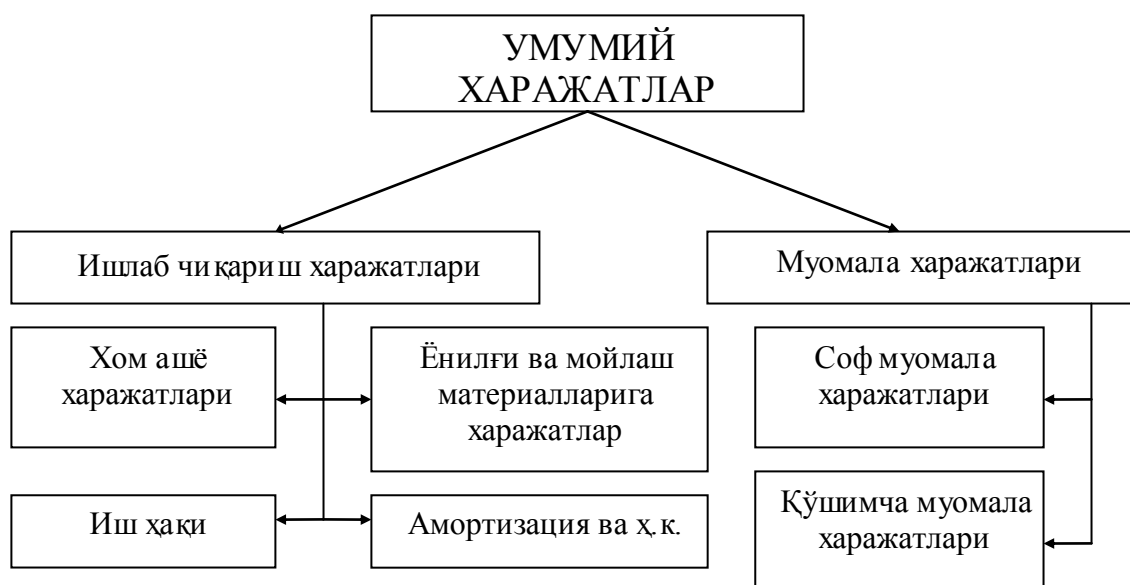 УМУМИЙ
ХАРАЖАТЛАР
Ишлаб чиқариш харажатлари
Муомала харажатлари
Хом ашё
харажатлари
Ёнилғи ва мойлаш
материалларига
харажатлар
Соф муомала
харажатлари
Иш ҳақи
Амортизация ва ҳ.к.
Қўшимча муомала
харажатлари